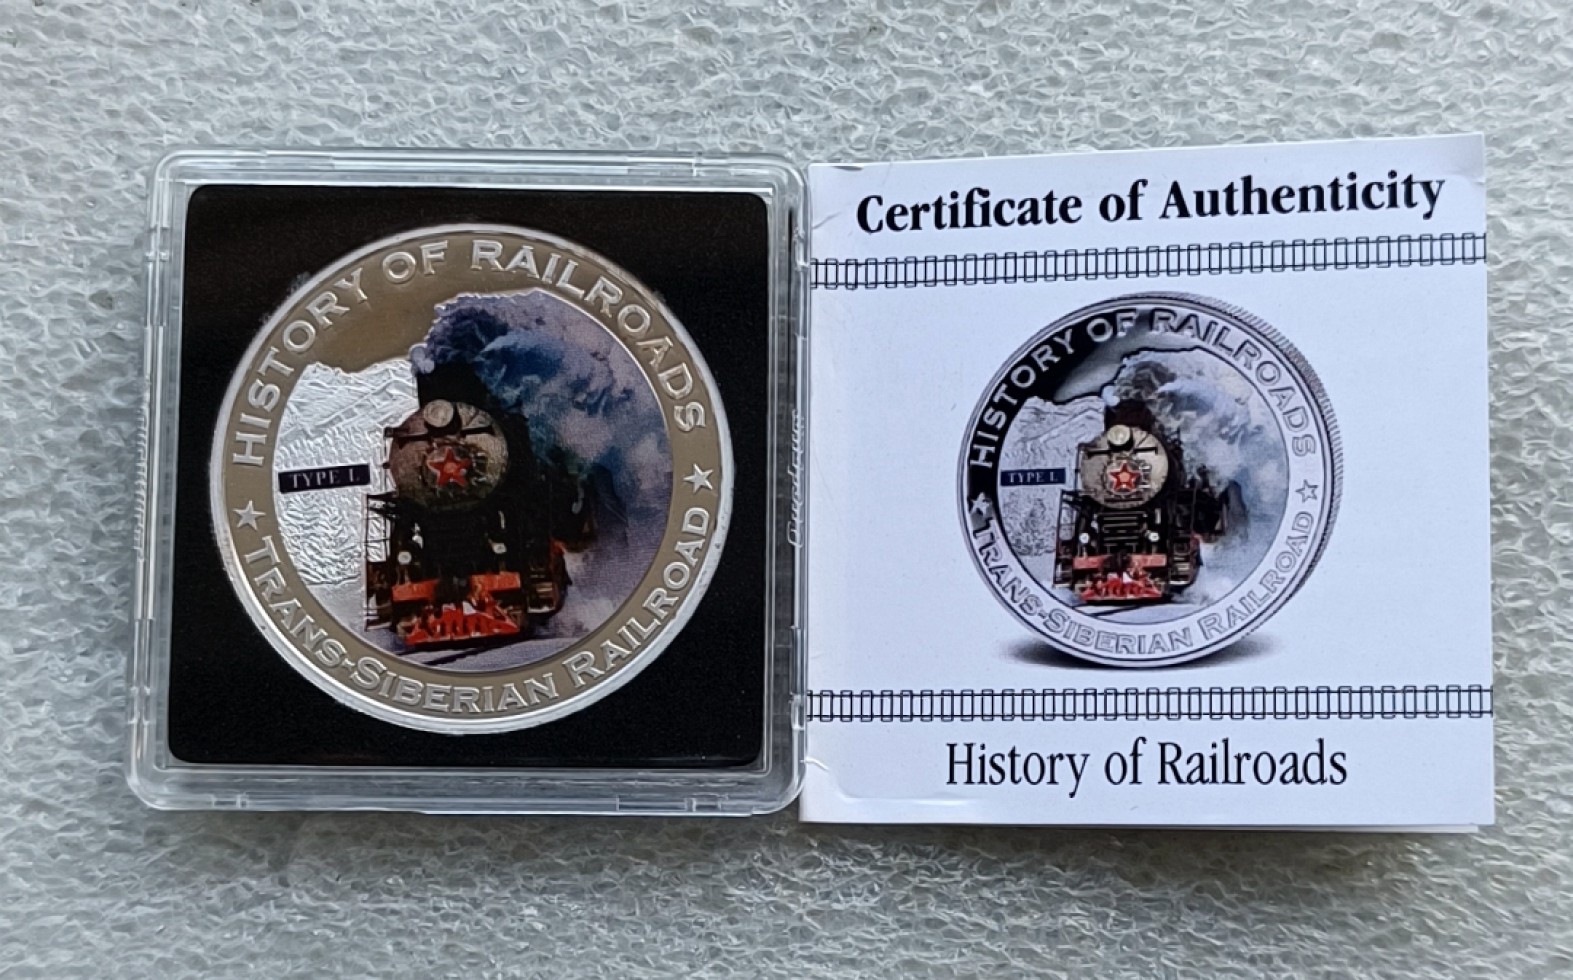 HISTORY OF RAILROADS
TYPE L
TRANS-SIBERIAN RAILROAD
Certificate of Authenticity
HISTORY OF RAILROADS
TYPE L
TRANS-SIBERIAN RAILROAD
History of Railroads